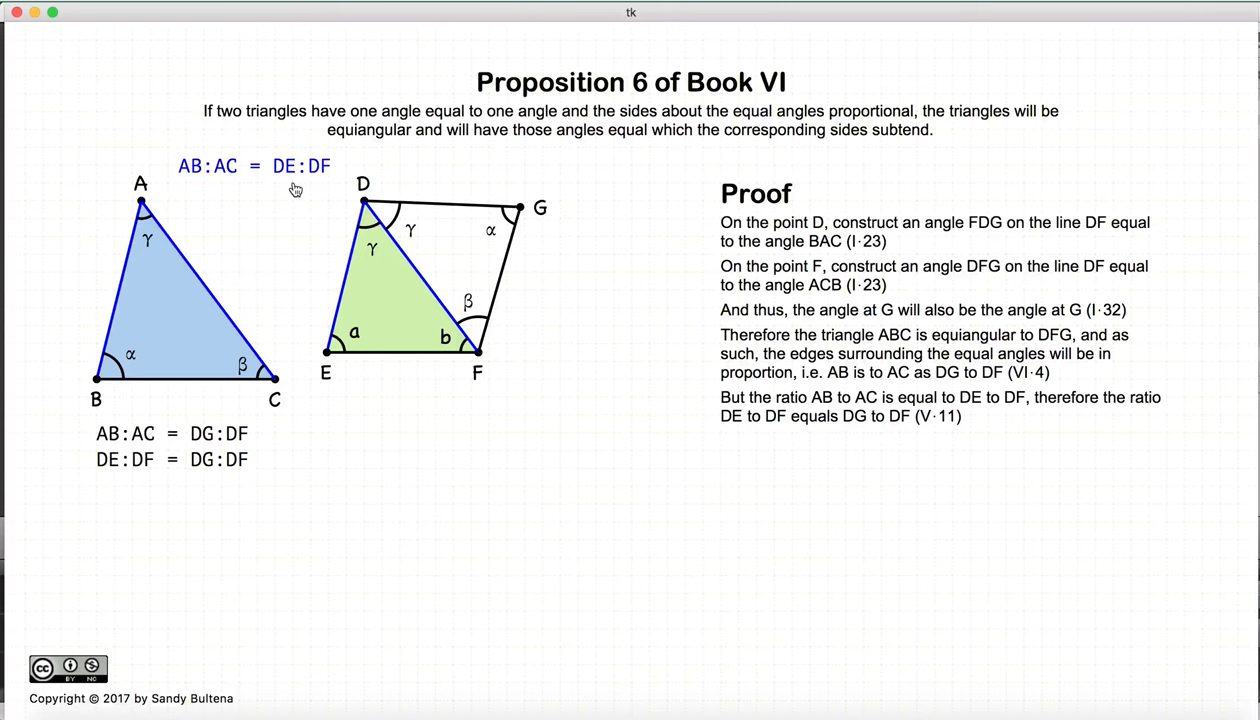 tk
Proposition 6 of Book VI
If two triangles have one angle equal to one angle and the sides about the equal angles proportional, the triangles will be
equiangular and will have those angles equal which the corresponding sides subtend.
AB:AC = DE:DF
A
D
G
γ
γ
γ
α
β
α
β
a
b
B
C
E
F
AB:AC = DG:DF
DE:DF = DG:DF
Proof
On the point D, construct an angle FDG on the line DF equal
to the angle BAC (I·23)
On the point F, construct an angle DFG on the line DF equal
to the angle ACB (I·23)
And thus, the angle at G will also be the angle at G (I·32)
Therefore the triangle ABC is equiangular to DFG, and as
such, the edges surrounding the equal angles will be in
proportion, i.e. AB is to AC as DG to DF (VI·4)
But the ratio AB to AC is equal to DE to DF, therefore the ratio
DE to DF equals DG to DF (V·11)
cc
BY NC
Copyright © 2017 by Sandy Bultena